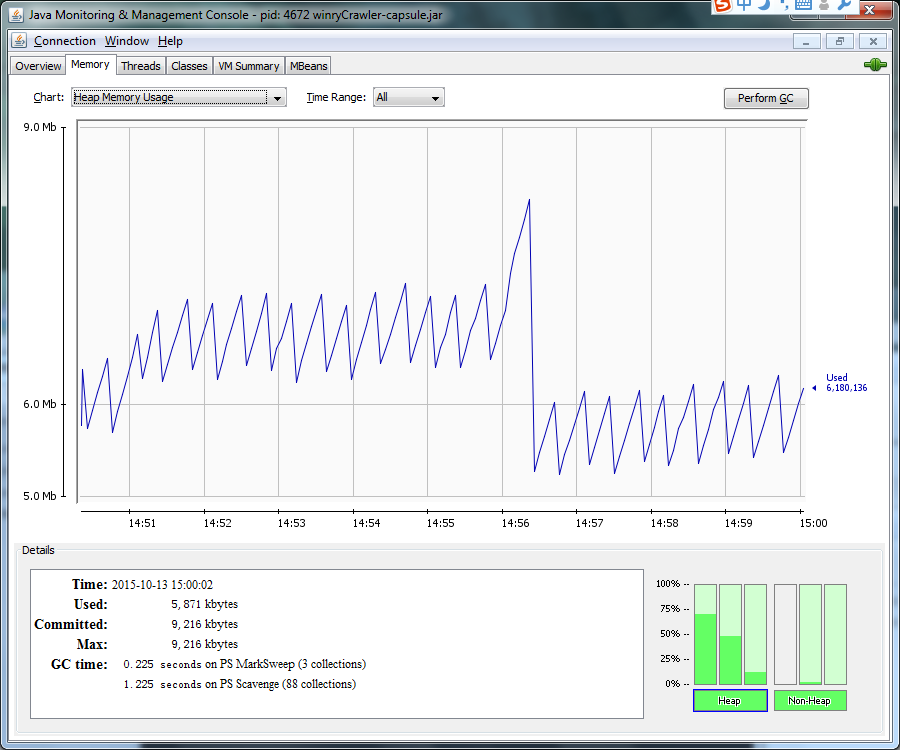 Java Monitoring & Management Console - pid: 4672 winryCrawler-capsule.jar
Connection Window Help
Overview Memory Threads Classes VM Summary MBeans
Chart: Heap Memory Usage Time Range: All Perform GC
9.0 Mb
6.0 Mb
5.0 Mb
Used
6,180,136
14:51 14:52 14:53 14:54 14:55 14:56 14:57 14:58 14:59 15:00
Details
Time: 2015-10-13 15:00:02
Used: 5,871 kbytes
Committed: 9,216 kbytes
Max: 9,216 kbytes
GC time: 0.225 seconds on PS MarkSweep (3 collections)
1.225 seconds on PS Scavenge (88 collections)
100% --
75% --
50% --
25% --
0% --
Heap Non-Heap